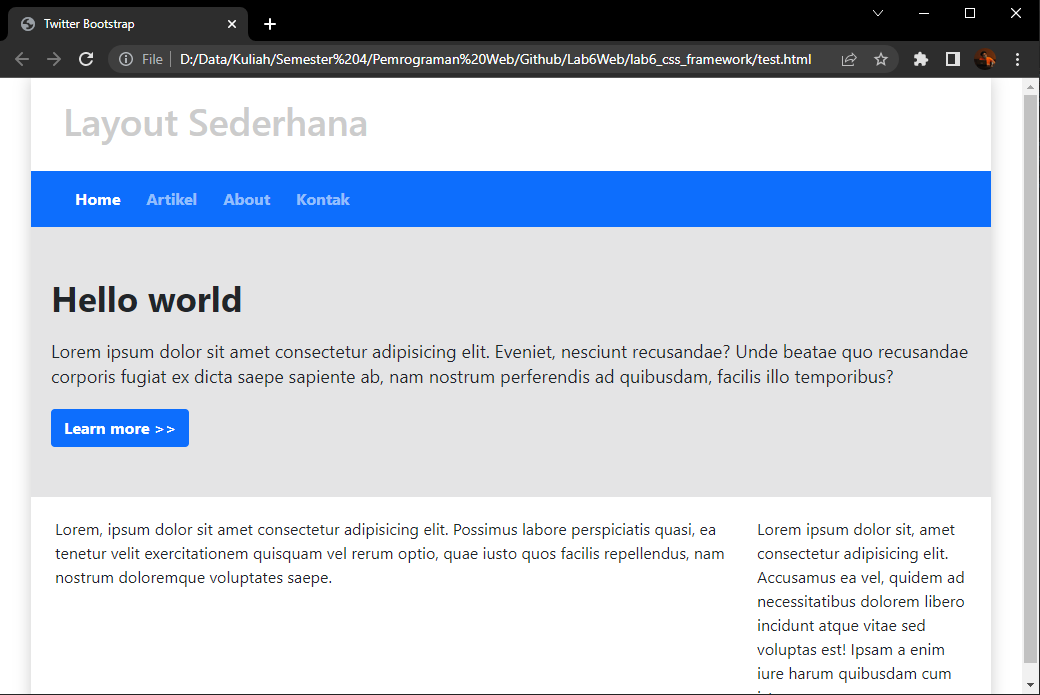 Twitter Bootstrap
File
D:/Data/Kuliah/Semester%204/Pemrograman%20Web/Github/Lab6Web/lab6_css_framework/test.html
Layout Sederhana
Home Artikel About Kontak
Hello world
Lorem ipsum dolor sit amet consectetur adipisicing elit. Eveniet, nesciunt recusandae? Unde beatae quo recusandae
corporis fugiat ex dicta saepe sapiente ab, nam nostrum perferendis ad quibusdam, facilis illo temporibus?
Learn more >>
Lorem, ipsum dolor sit amet consectetur adipisicing elit. Possimus labore perspiciatis quasi, ea
tenetur velit exercitationem quisquam vel rerum optio, quae iusto quos facilis repellendus, nam
nostrum doloremque voluptates saepe.
Lorem ipsum dolor sit, amet
consectetur adipisicing elit.
Accusamus ea vel, quidem ad
necessitatibus dolorem libero
incidunt atque vitae sed
voluptas est! Ipsam a enim
iure harum quibusdam cum